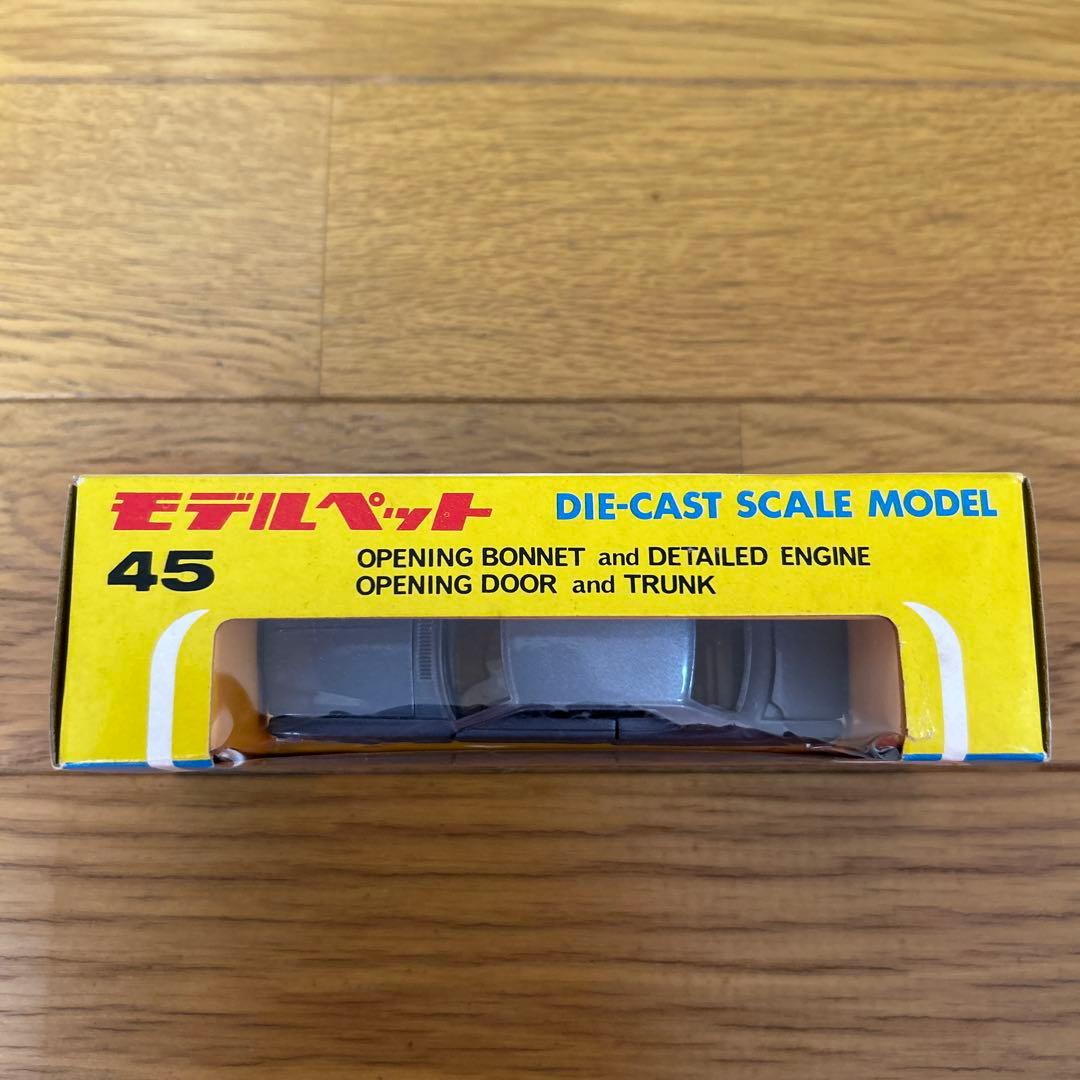 モデルペット DIE-CAST SCALE MODEL
45 OPENING BONNET and DETAILED ENGINE
OPENING DOOR and TRUNK